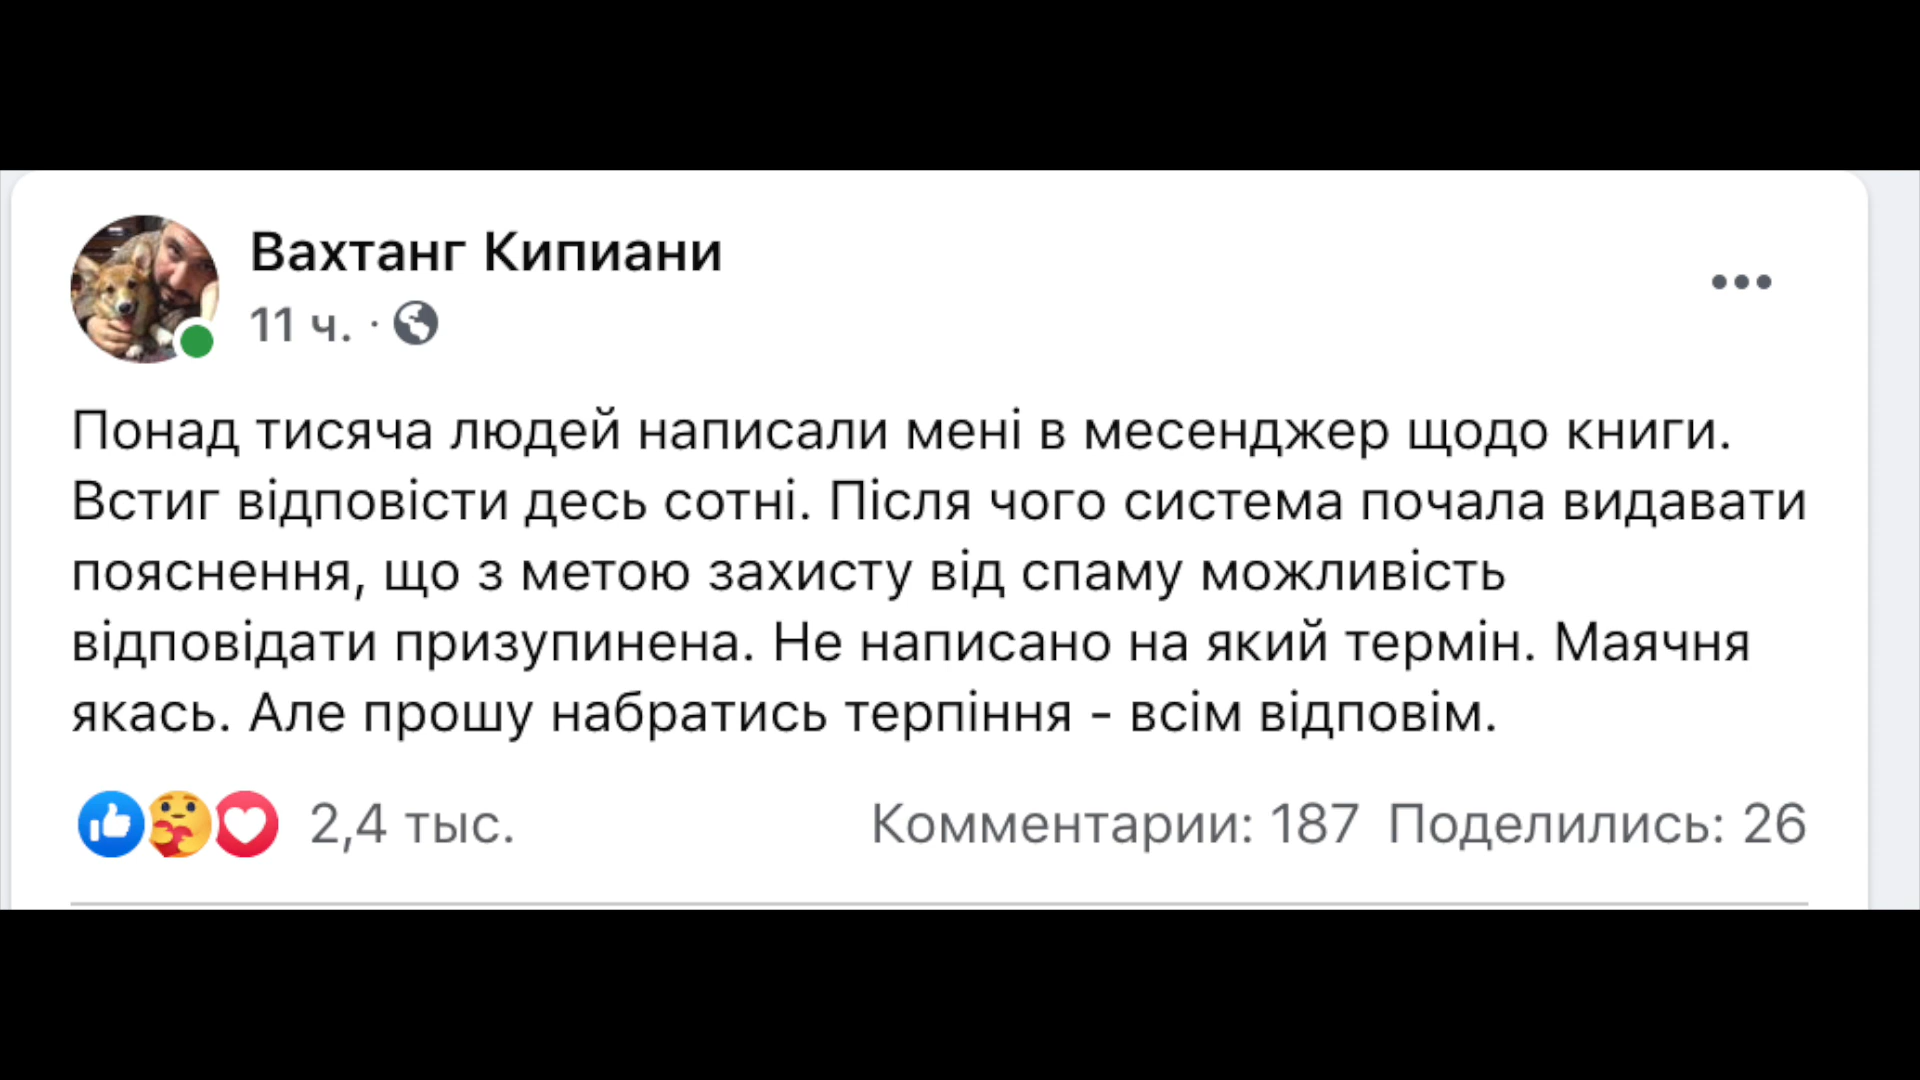 Вахтанг Кипиани
11 ч. ·
Понад тисяча людей написали мені в месенджер щодо книги.
Встиг відповісти десь сотні. Після чого система почала видавати
пояснення, що з метою захисту від спаму можливість
відповідати призупинена. Не написано на який термін. Маячня
якась. Але прошу набратись терпіння - всім відповім.
2,4 тыс. Комментарии: 187 Поделились: 26